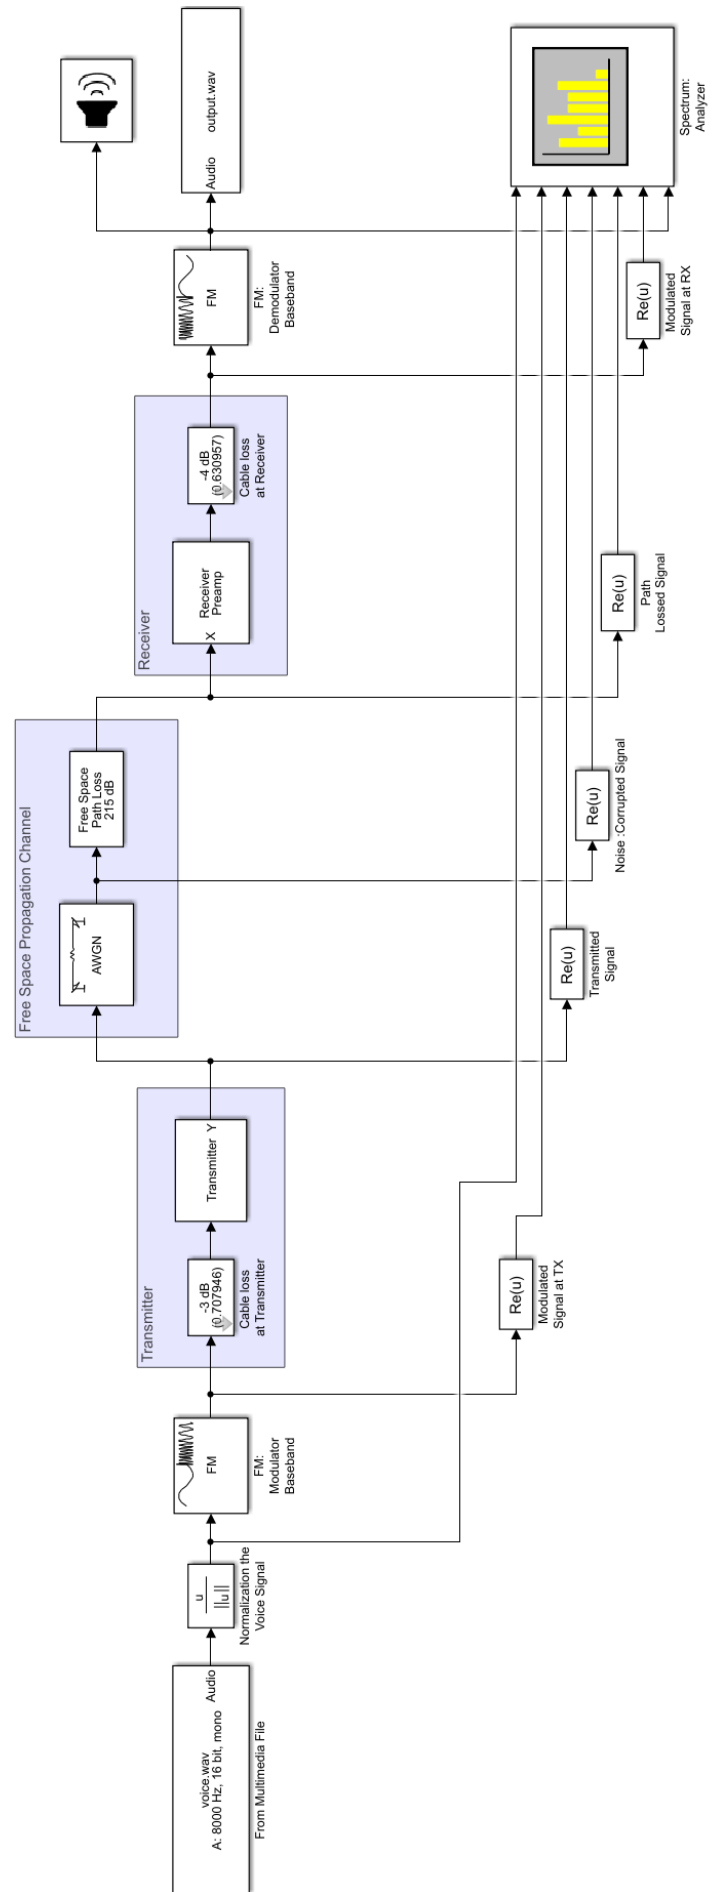 voice.wav
A: 8000 Hz, 16 bit, mono
Audio
From Multimedia File
u
||u||
Normalization the
Voice Signal
FM
FM:
Modulator
Baseband
Transmitter
-3 dB
(0.707946)
Cable loss
at Transmitter
Transmitter Y
Re(u)
Modulated
Signal at TX
Free Space Propagation Channel
AWGN
Free Space
Path Loss
215 dB
Re(u)
Transmitted
Signal
Re(u)
Noise :Corrupted Signal
Receiver
X
Receiver
Preamp
-4 dB
(0.630957)
Cable loss
at Receiver
Re(u)
Path
Lossed Signal
FM
FM:
Demodulator
Baseband
Re(u)
Modulated
Signal at RX
Audio
output.wav
Spectrum:
Analyzer